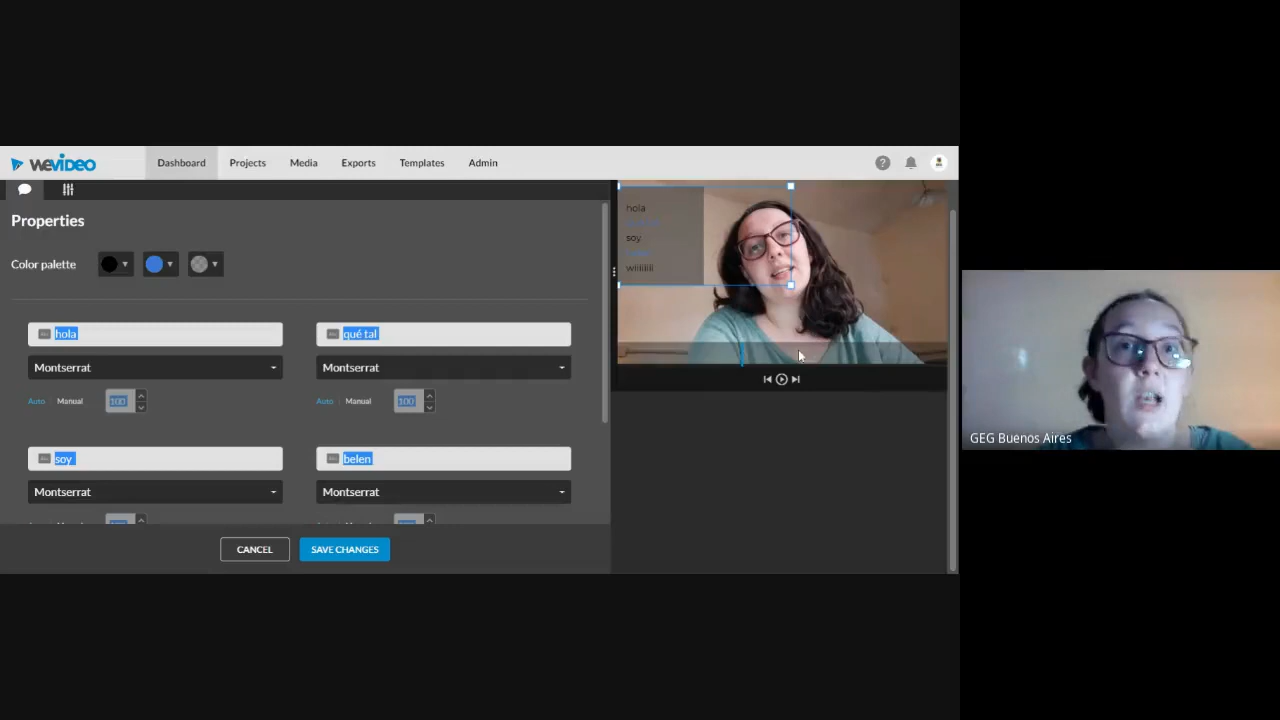 wevideo
Dashboard Projects Media Exports Templates Admin
?
Properties
Color palette
hola
qué tal
Montserrat
Montserrat
Auto Manual 100
Auto Manual 100
soy
belen
Montserrat
Montserrat
CANCEL
SAVE CHANGES
hola
soy
wiiiiiiii
GEG Buenos Aires